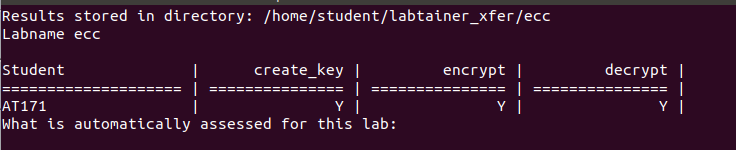 Results stored in directory: /home/student/labtainer_xfer/ecc
Labname ecc
Student | create_key | encrypt | decrypt |
==================== | =============== | =============== | =============== |
AT171 | Y | Y | Y |
What is automatically assessed for this lab: